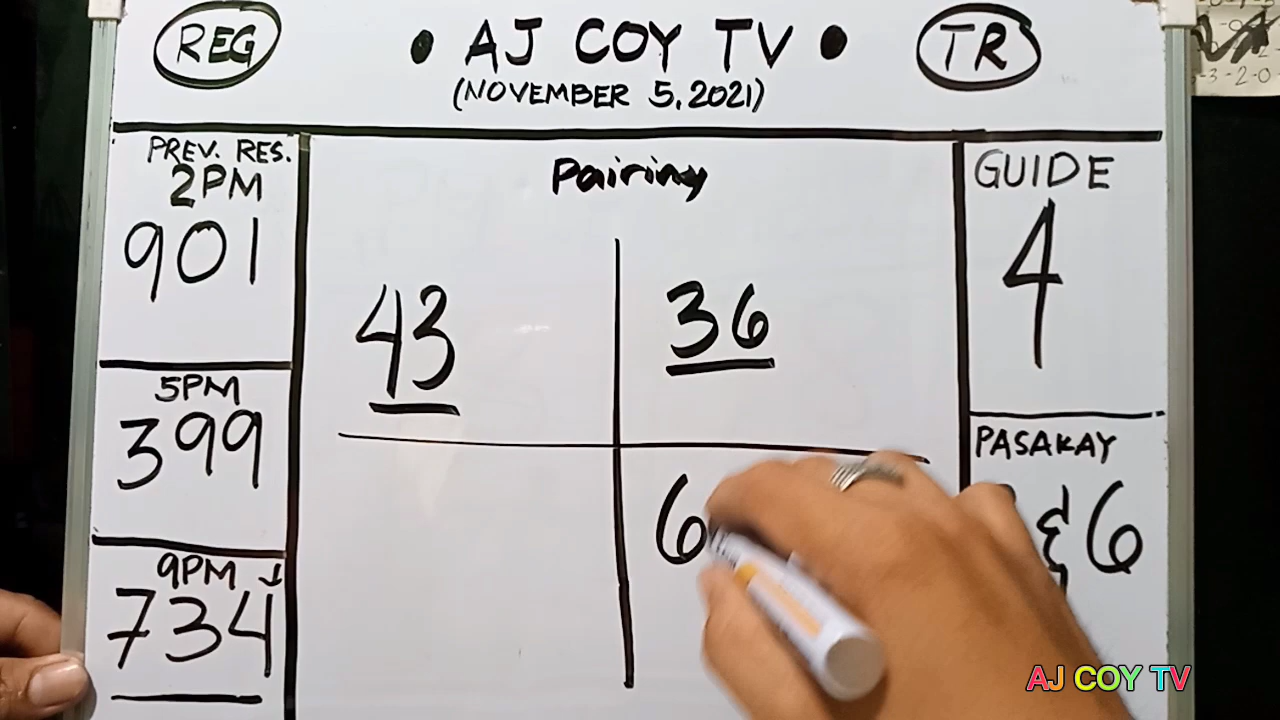 REG
• AJ COY TV •
TR
(NOVEMBER 5, 2021)
PREV. RES.
2PM
901
5PM
399
9PM ↓
734
Pairing
43
36
6
GUIDE
4
PASAKAY
& 6
AJ COY TV